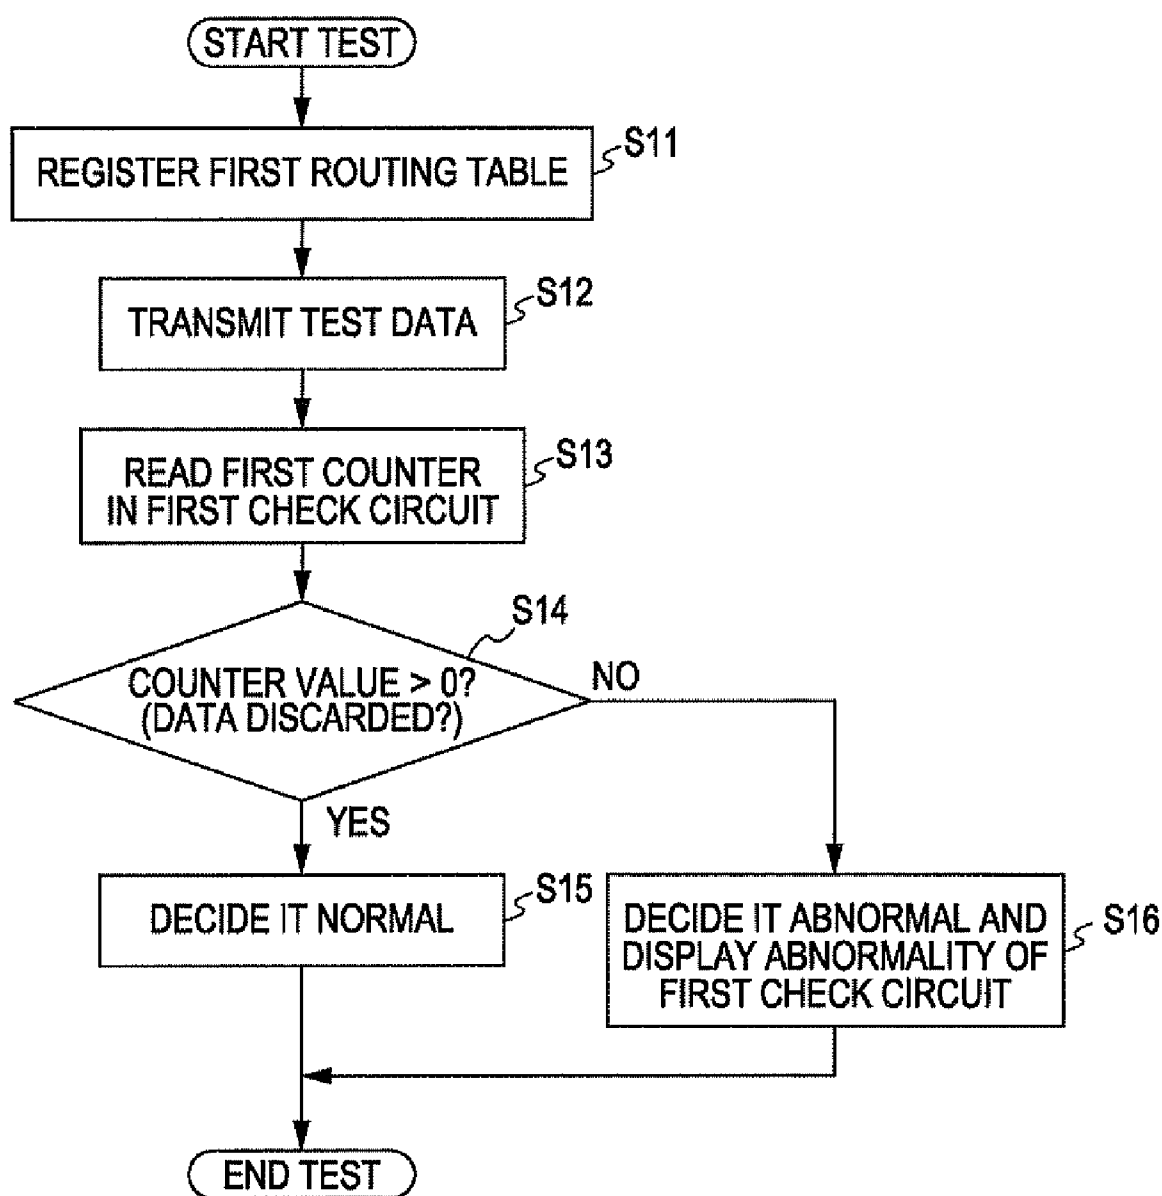 START TEST
REGISTER FIRST ROUTING TABLE
S11
TRANSMIT TEST DATA
S12
READ FIRST COUNTER
IN FIRST CHECK CIRCUIT
S13
S14
COUNTER VALUE > 0?
(DATA DISCARDED?)
NO
YES
DECIDE IT NORMAL
S15
DECIDE IT ABNORMAL AND
DISPLAY ABNORMALITY OF
FIRST CHECK CIRCUIT
S16
END TEST